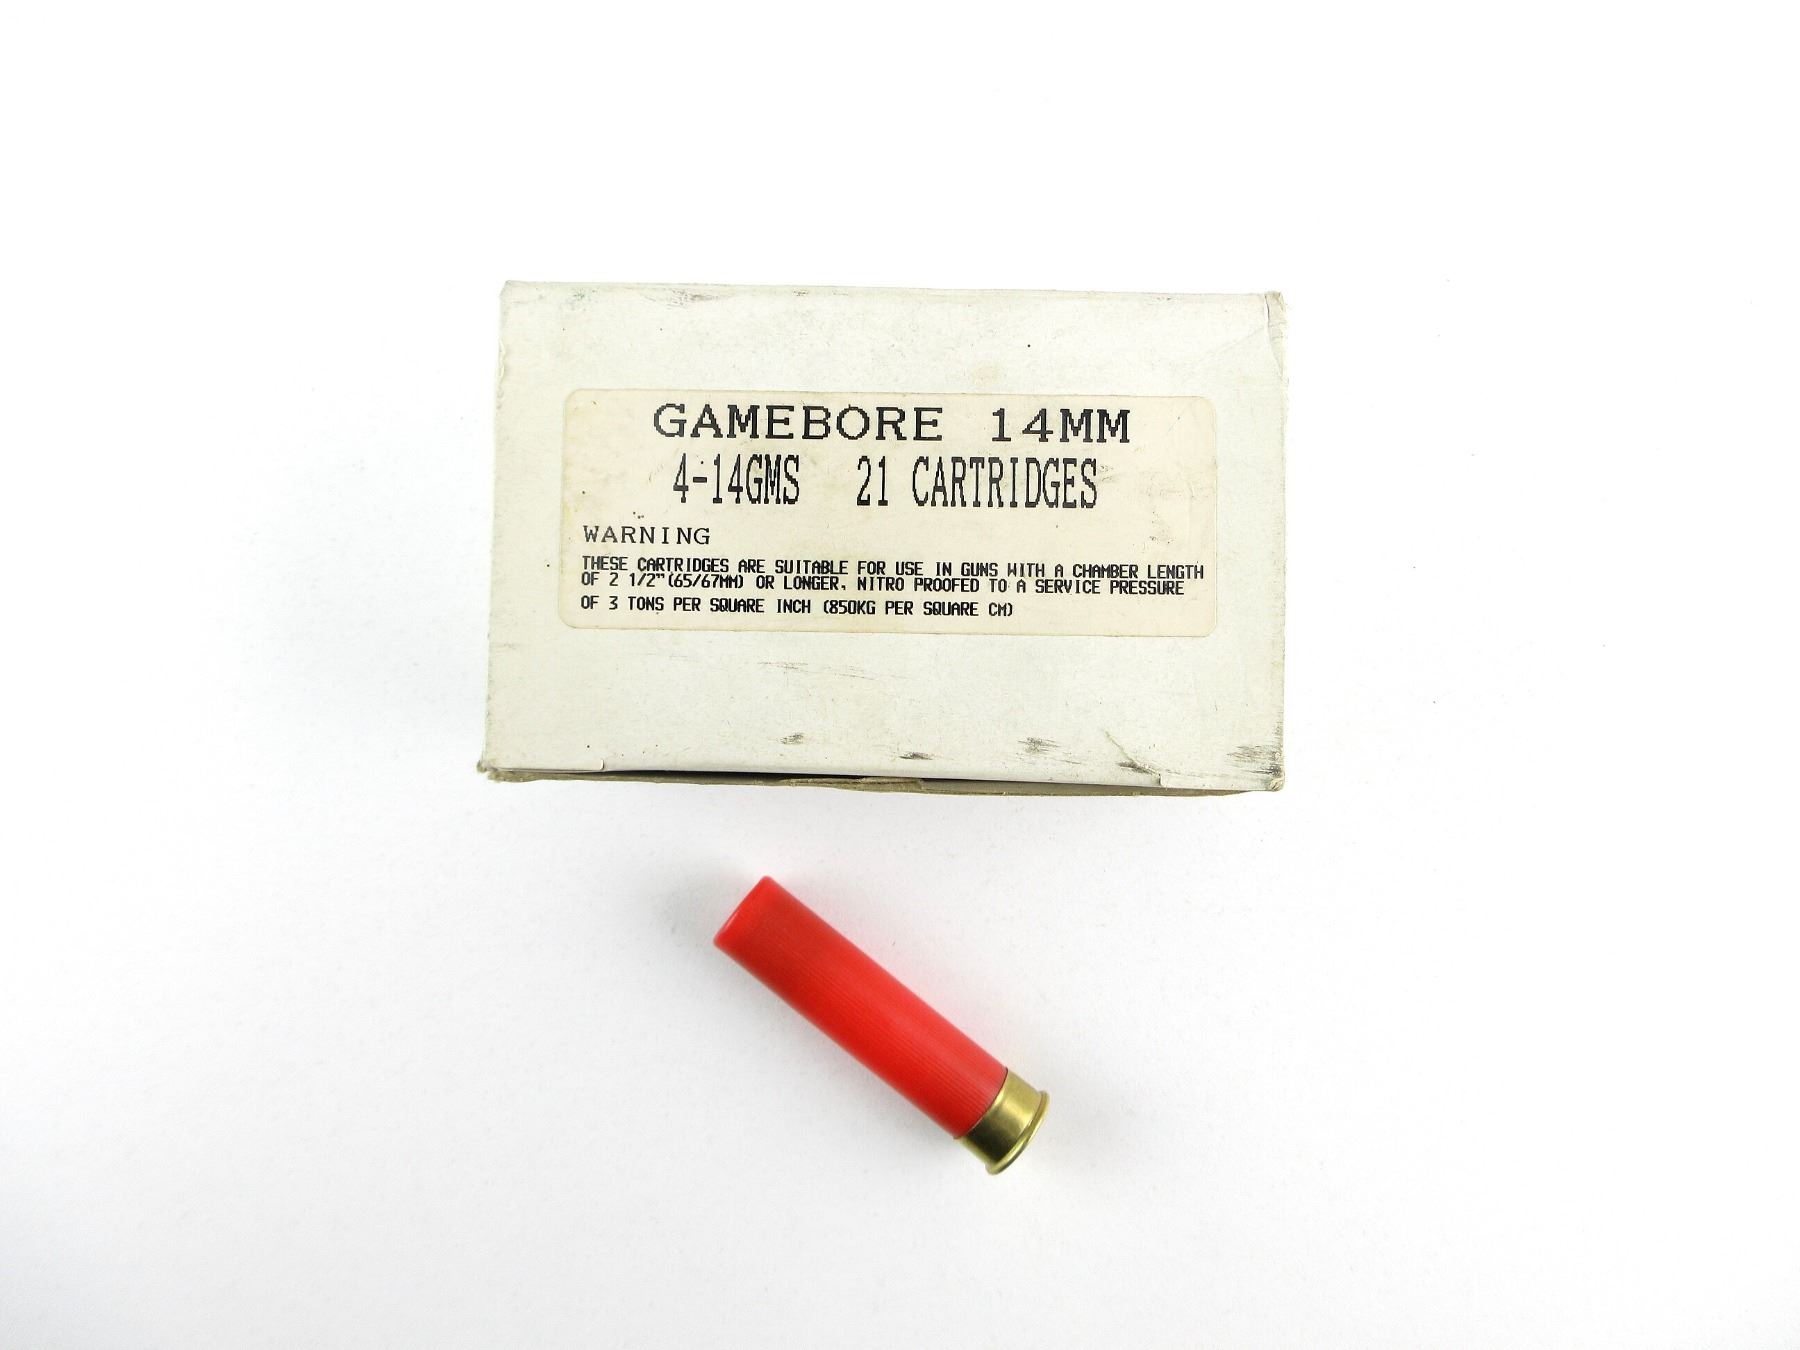 GAMEBORE 14MM
4-14GMS 21 CARTRIDGES
WARNING
THESE CARTRIDGES ARE SUITABLE FOR USE IN GUNS WITH A CHAMBER LENGTH
OF 2 1/2"(65/67MM) OR LONGER, NITRO PROOFED TO A SERVICE PRESSURE
OF 3 TONS PER SQUARE INCH (850KG PER SQUARE CM)